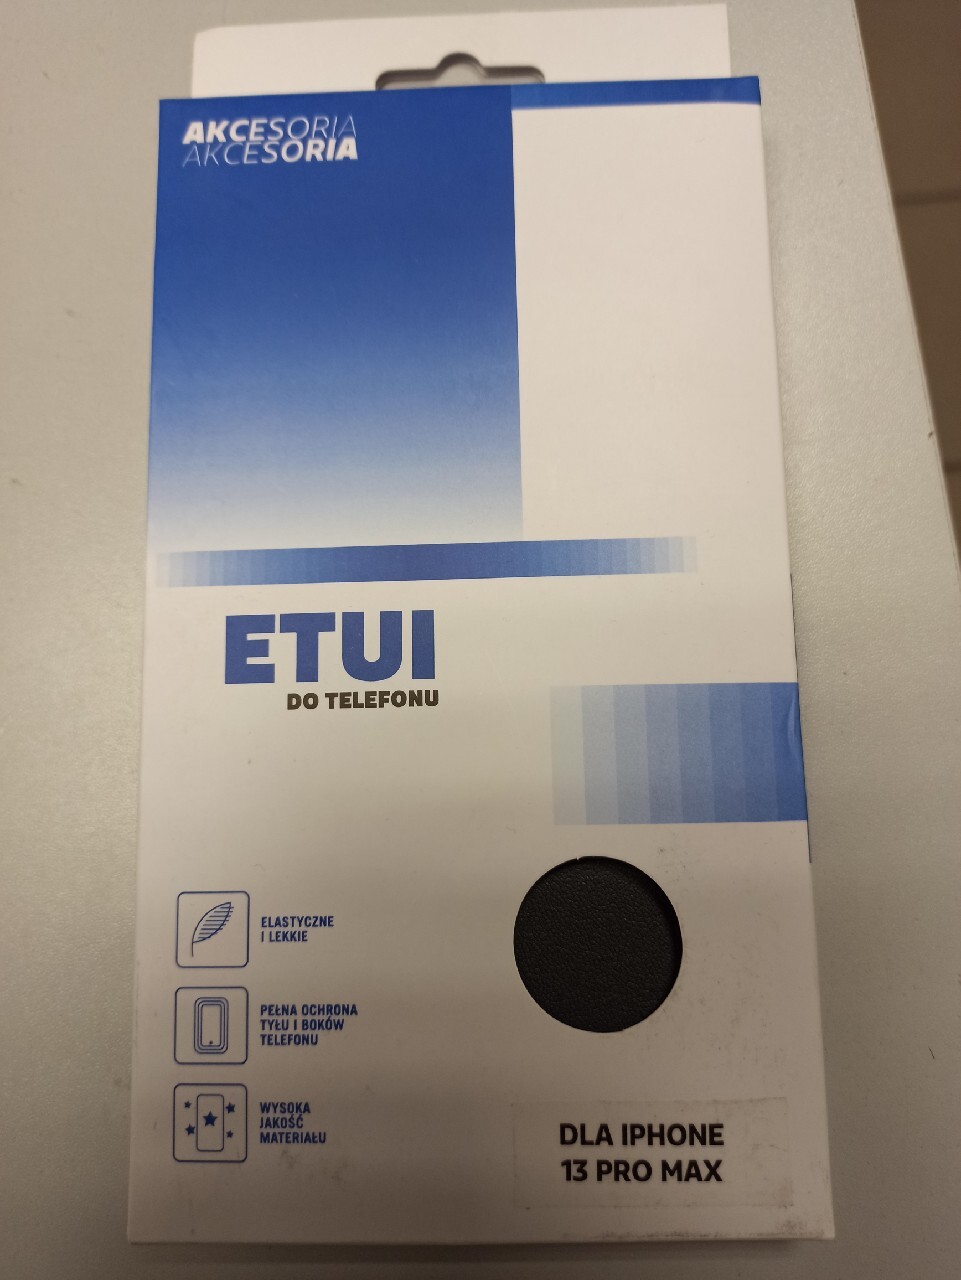 AKCESORIA
AKCESORIA
ETUI
DO TELEFONU
ELASTYCZNE
I LEKKIE
PEŁNA OCHRONA
TYŁU I BOKÓW
TELEFONU
WYSOKA
JAKOŚĆ
MATERIAŁU
DLA IPHONE
13 PRO MAX